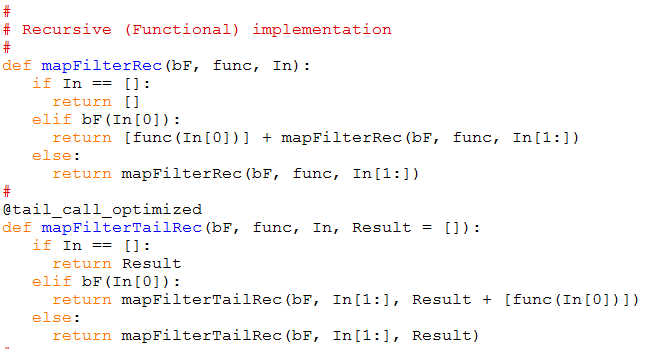 #
# Recursive (Functional) implementation
#
def mapFilterRec(bF, func, In):
   if In == []:
     return []
   elif bF(In[0]):
     return [func(In[0])] + mapFilterRec(bF, func, In[1:])
   else:
     return mapFilterRec(bF, func, In[1:])
#
@tail_call_optimized
def mapFilterTailRec(bF, func, In, Result = []):
   if In == []:
     return Result
   elif bF(In[0]):
     return mapFilterTailRec(bF, In[1:], Result + [func(In[0])])
   else:
     return mapFilterTailRec(bF, In[1:], Result)